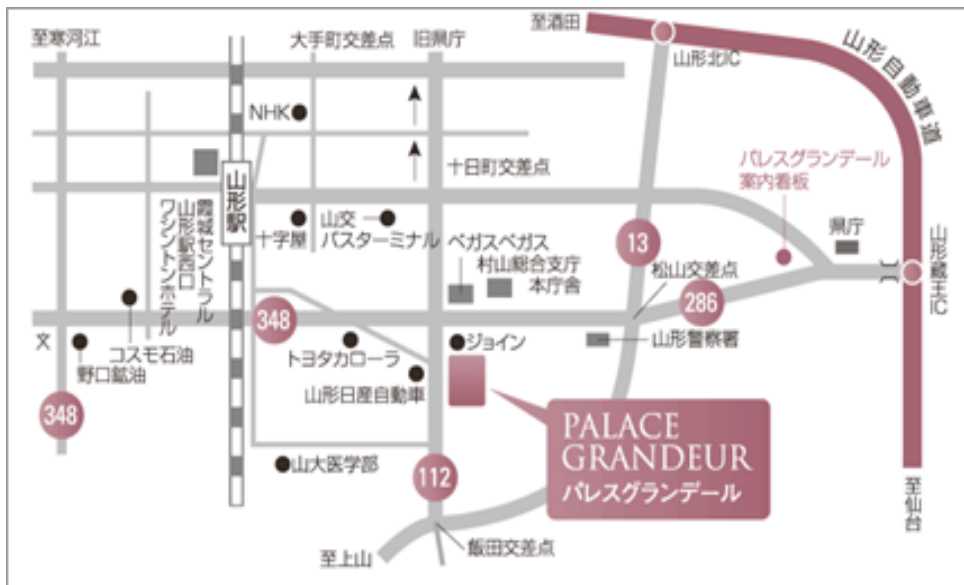 至寒河江
大手町交差点
旧県庁
至酒田
山形北IC
山形自動車道
NHK
十日町交差点
パレスグランデール
案内看板
山形駅
県庁
霞城セントラル
山形駅西口
ワシントンホテル
十字屋
山交
バスターミナル
ベガスベガス
村山総合支庁
本庁舎
13
松山交差点
山形蔵王IC
286
348
文
コスモ石油
野口鉱油
トヨタカローラ
ジョイン
山形警察署
山形日産自動車
348
PALACE
GRANDEUR
パレスグランデール
山大医学部
112
至仙台
至上山
飯田交差点